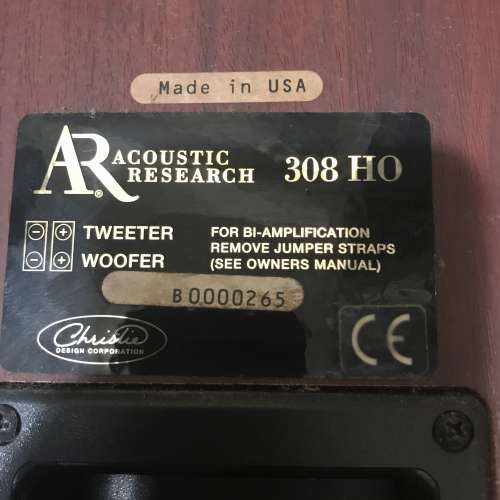 Made in USA
AR ACOUSTIC RESEARCH 308 HO
®
- + TWEETER
- + WOOFER
FOR BI-AMPLIFICATION
REMOVE JUMPER STRAPS
(SEE OWNERS MANUAL)
B0000265
Christie
DESIGN CORPORATION
CE